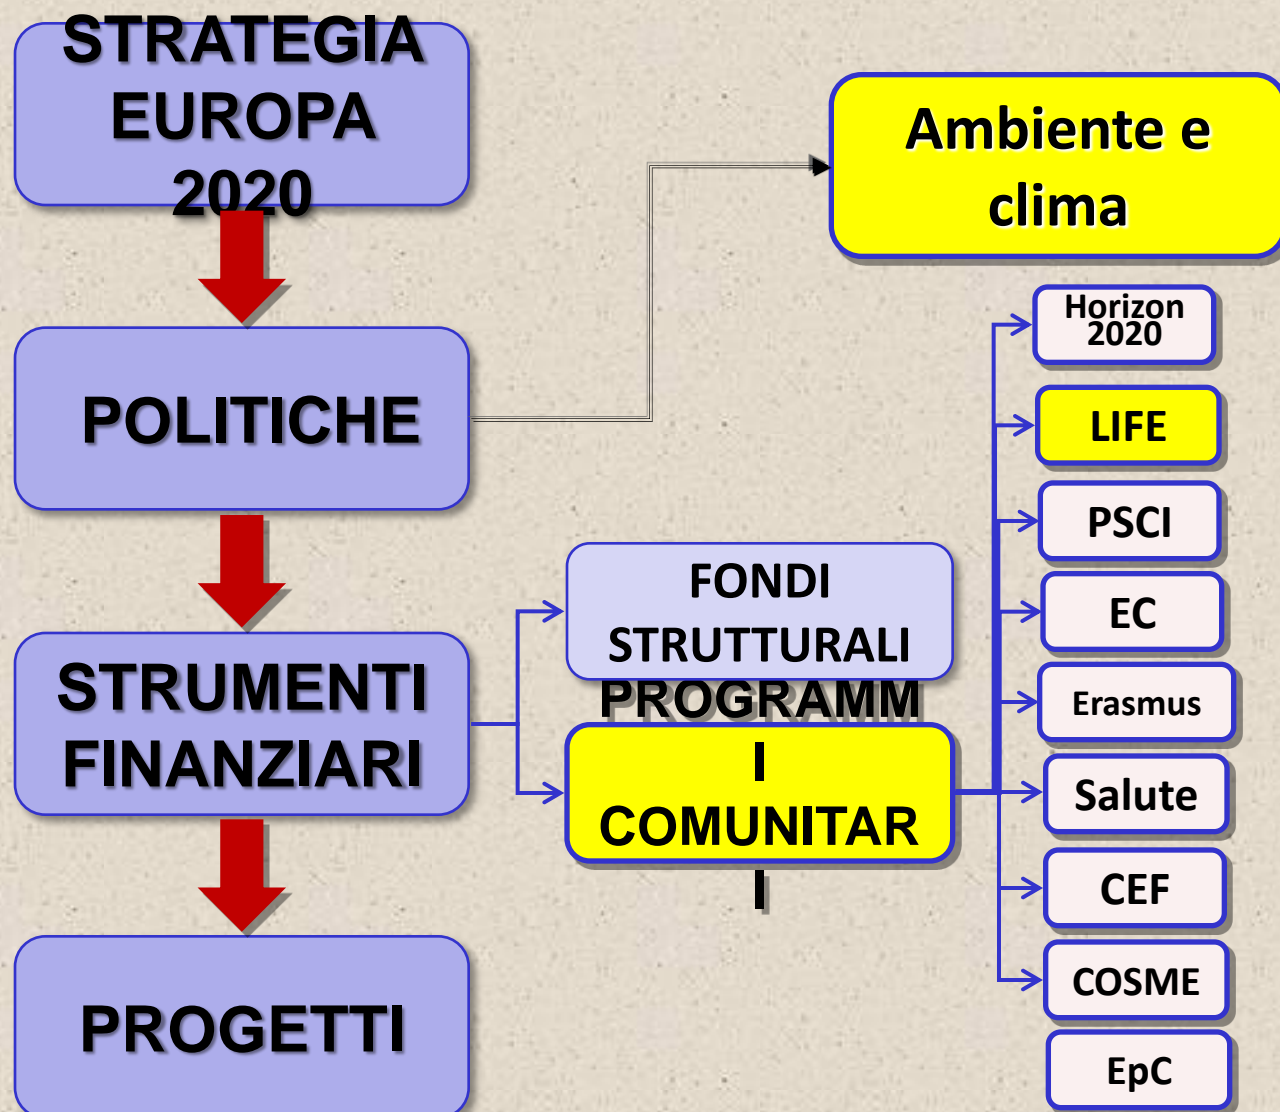 STRATEGIA
EUROPA
2020
Ambiente e
clima
POLITICHE
STRUMENTI
FINANZIARI
PROGETTI
FONDI
STRUTTURALI
PROGRAMM
I
COMUNITAR
I
Horizon
2020
LIFE
PSCI
EC
Erasmus
Salute
CEF
COSME
EpC